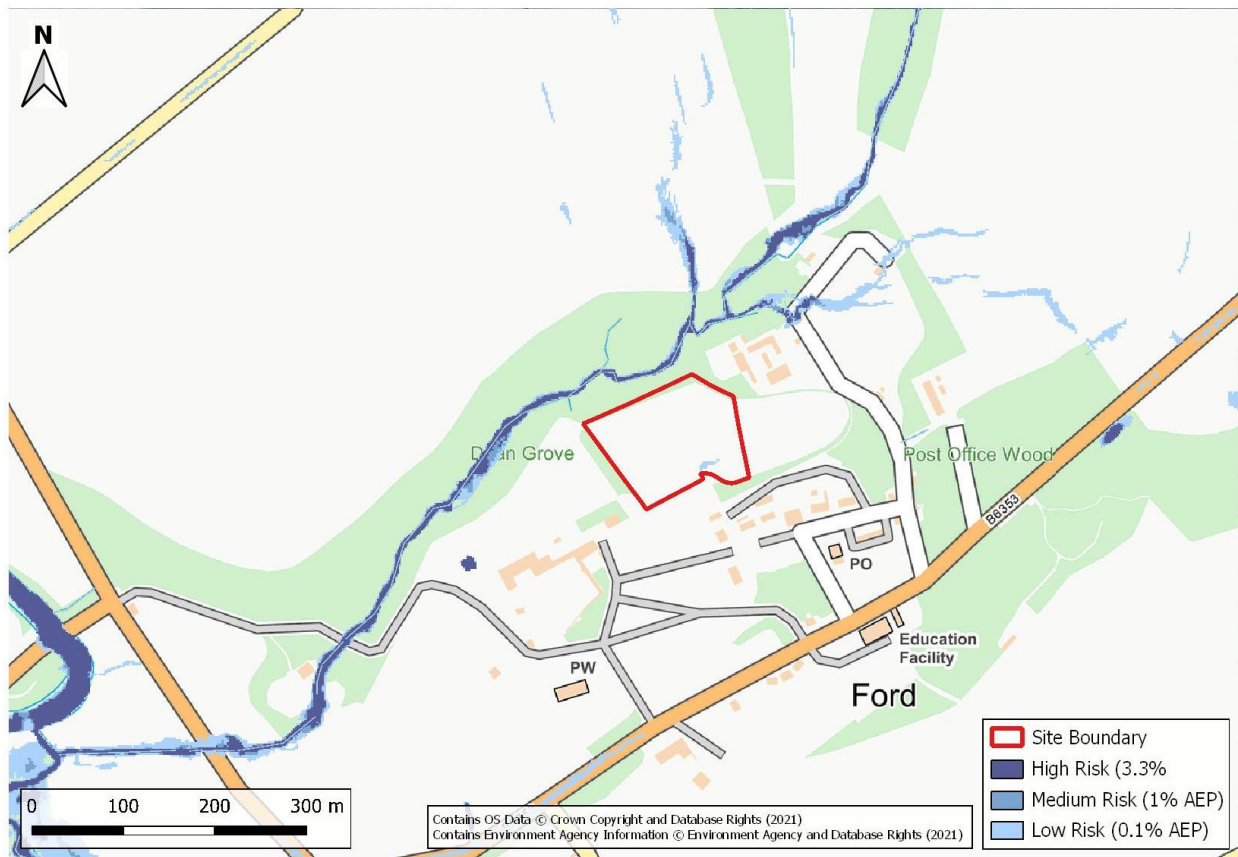 N
Dean Grove
Post Office Wood
B6353
PO
Education
Facility
PW
Ford
0 100 200 300 m
Contains OS Data © Crown Copyright and Database Rights (2021)
Contains Environment Agency Information © Environment Agency and Database Rights (2021)
Site Boundary
High Risk (3.3%
Medium Risk (1% AEP)
Low Risk (0.1% AEP)